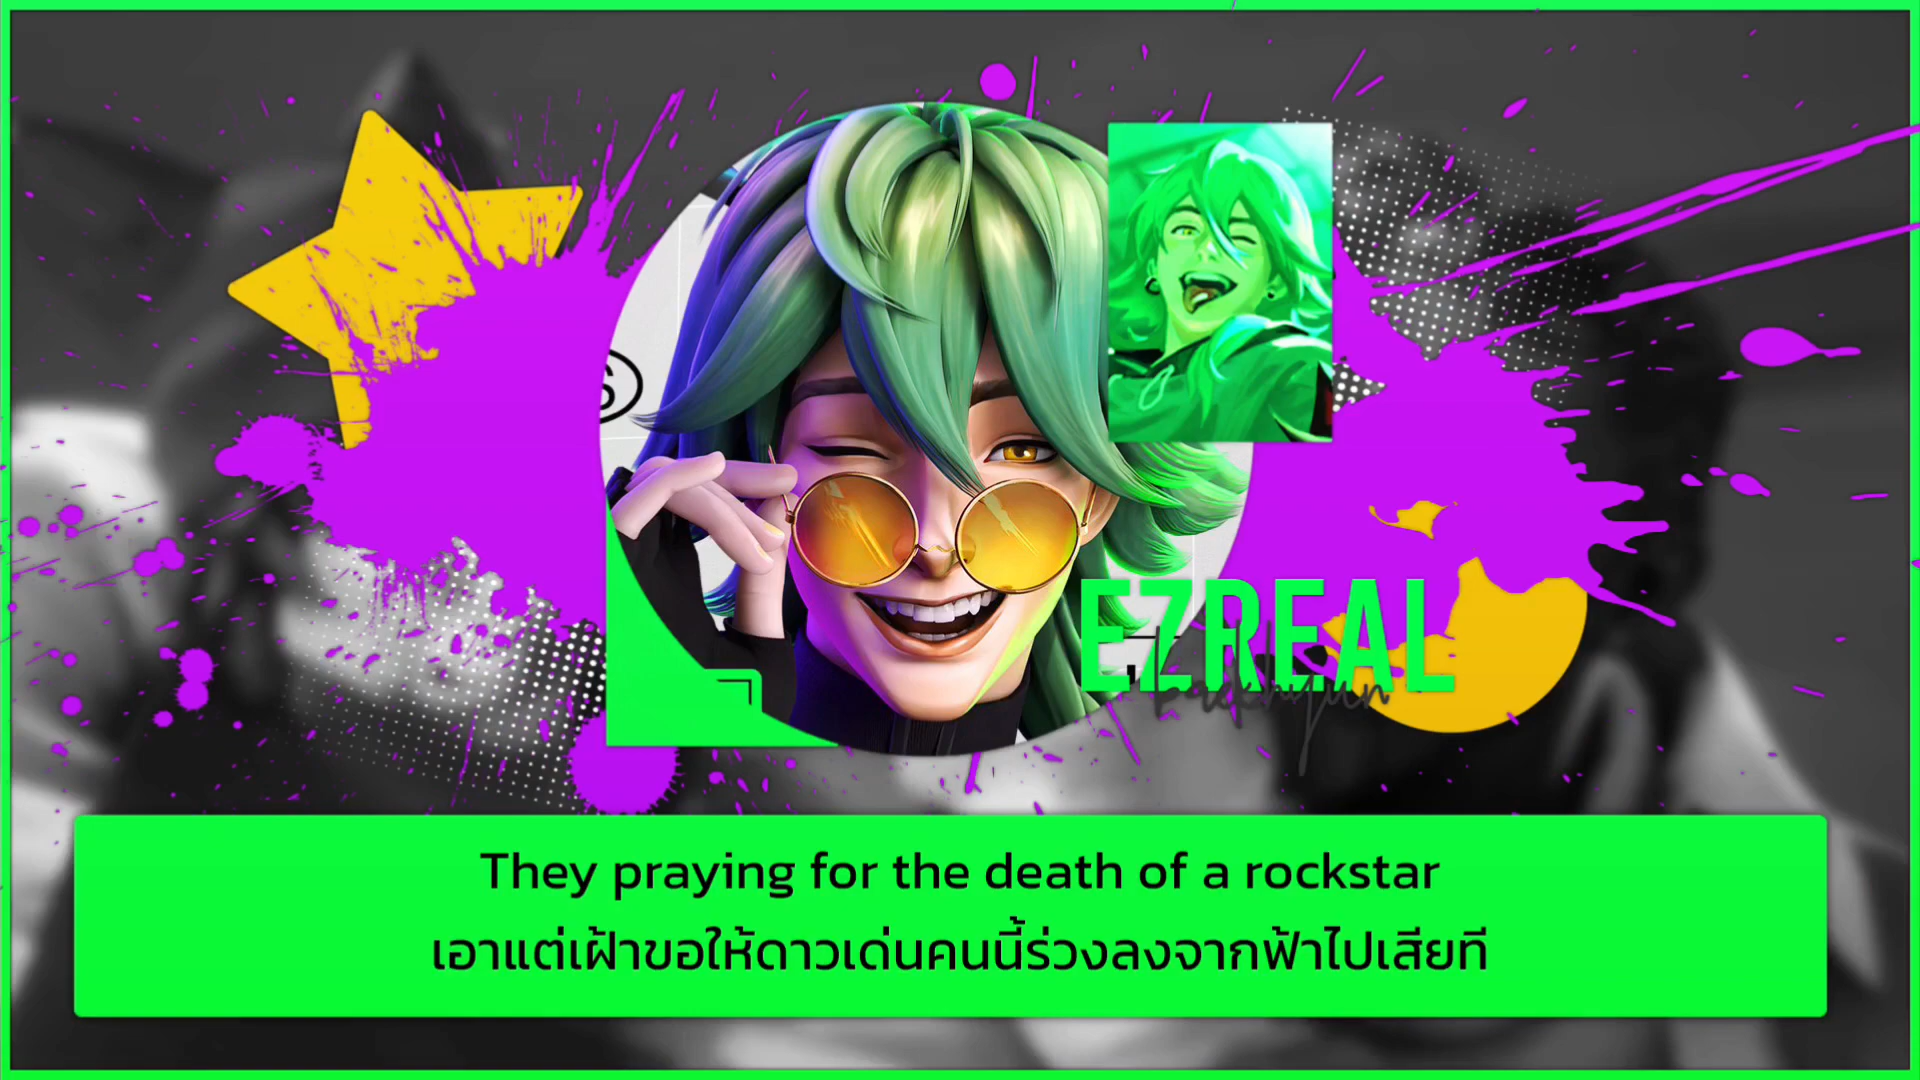 S
EZREAL
baekhyun
They praying for the death of a rockstar
เอาแต่เฝ้าขอให้ดาวเด่นคนนี้ร่วงลงจากฟ้าไปเสียที